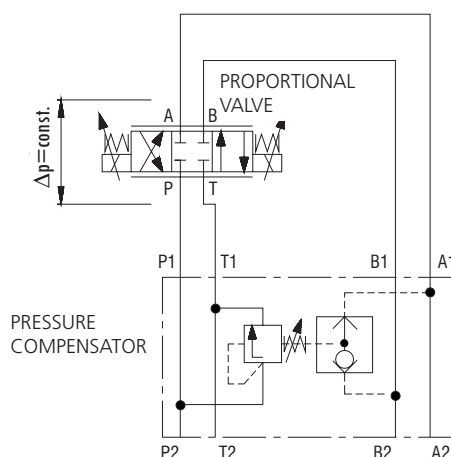 PROPORTIONAL
VALVE
A B
Δp=const.
P T
P1 T1 B1 A1
PRESSURE
COMPENSATOR
P2 T2 B2 A2